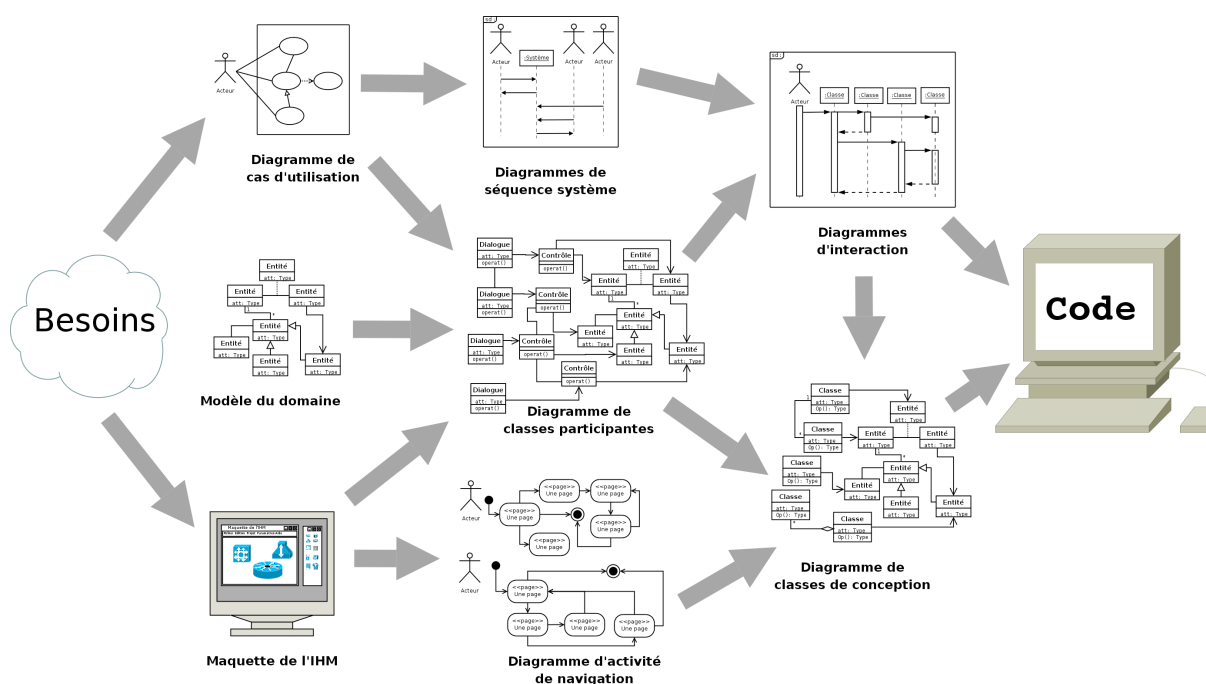 sd :
Acteur
Acteur
:Système
Acteur
Acteur
sd :
Acteur
:Classe
:Classe
:Classe
:Classe
Diagramme de
cas d'utilisation
Diagrammes de
séquence système
Diagrammes
d'interaction
Besoins
Entité
att: Type
Entité
att: Type
Entité
att: Type
1
*
Entité
att: Type
Entité
att: Type
Entité
att: Type
Entité
att: Type
Modèle du domaine
Dialogue
att: Type
operat()
Contrôle
operat()
Entité
att: Type
Entité
att: Type
Entité
att: Type
Dialogue
att: Type
operat()
Contrôle
operat()
1
*
Entité
att: Type
Entité
att: Type
Dialogue
att: Type
operat()
Contrôle
operat()
Entité
att: Type
Entité
att: Type
Contrôle
operat()
Dialogue
att: Type
operat()
Diagramme de
classes participantes
Code
Classe
att: Type
Op(): Type
1
*
Entité
att: Type
Classe
att: Type
Op(): Type
Entité
att: Type
Entité
att: Type
1
*
Classe
att: Type
Op(): Type
Entité
att: Type
Entité
att: Type
Classe
att: Type
Op(): Type
*
Entité
att: Type
Entité
att: Type
Classe
att: Type
Op(): Type
Diagramme de
classes de conception
Maquette de l'IHM
Maquette de l'IHM
Acteur
<<page>>
Une page
<<page>>
Une page
<<page>>
Une page
<<page>>
Une page
<<page>>
Une page
Acteur
<<page>>
Une page
<<page>>
Une page
<<page>>
Une page
<<page>>
Une page
Diagramme d'activité
de navigation